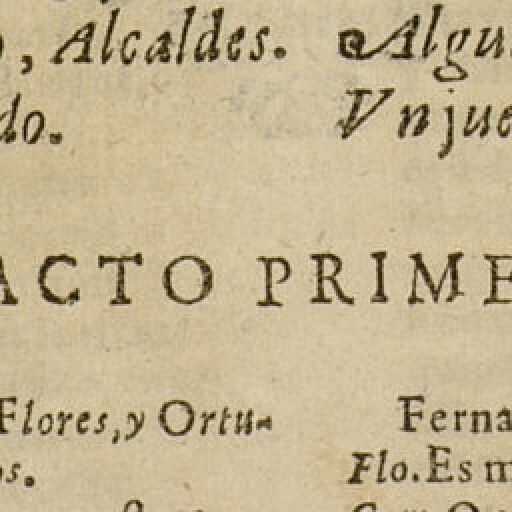 , Alcaldes. Algu
do. Vn jue
ACTO PRIME
Flores, y Ortu-
os.
Ferna
Flo. Es m